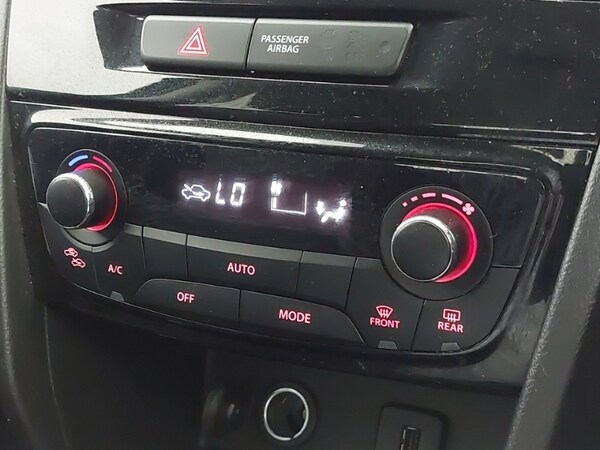 PASSENGER
AIRBAG
LO
A/C
AUTO
OFF
MODE
FRONT
REAR